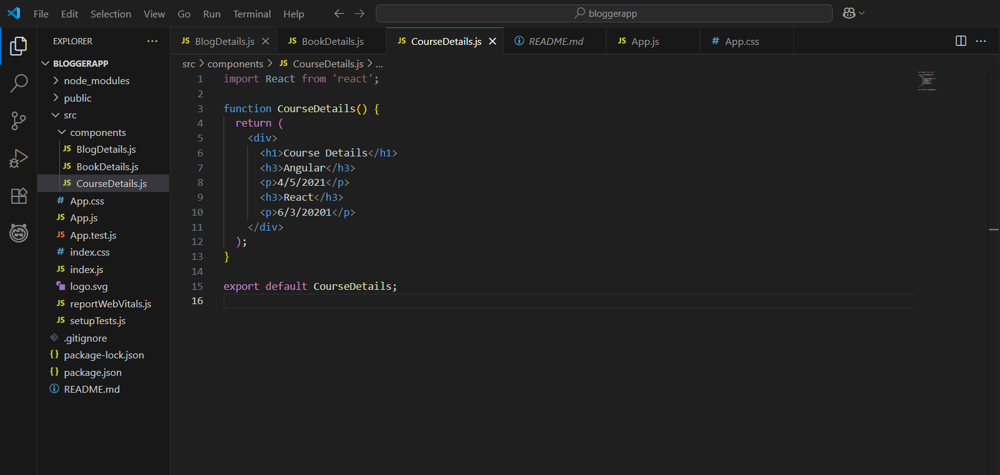 File Edit Selection View Go Run Terminal Help bloggerapp
EXPLORER ...
BLOGGERAPP
node_modules
public
src
components
JS BlogDetails.js
JS BookDetails.js
JS CourseDetails.js
# App.css
JS App.js
JS App.test.js
# index.css
JS index.js
logo.svg
JS reportWebVitals.js
JS setupTests.js
.gitignore
{} package-lock.json
{} package.json
README.md
JS BlogDetails.js JS BookDetails.js JS CourseDetails.js README.md JS App.js # App.css ...
src > components > JS CourseDetails.js > ...
1 import React from 'react';
2
3 function CourseDetails() {
4 return (
5 <div>
6 <h1>Course Details</h1>
7 <h3>Angular</h3>
8 <p>4/5/2021</p>
9 <h3>React</h3>
10 <p>6/3/20201</p>
11 </div>
12 );
13 }
14
15 export default CourseDetails;
16